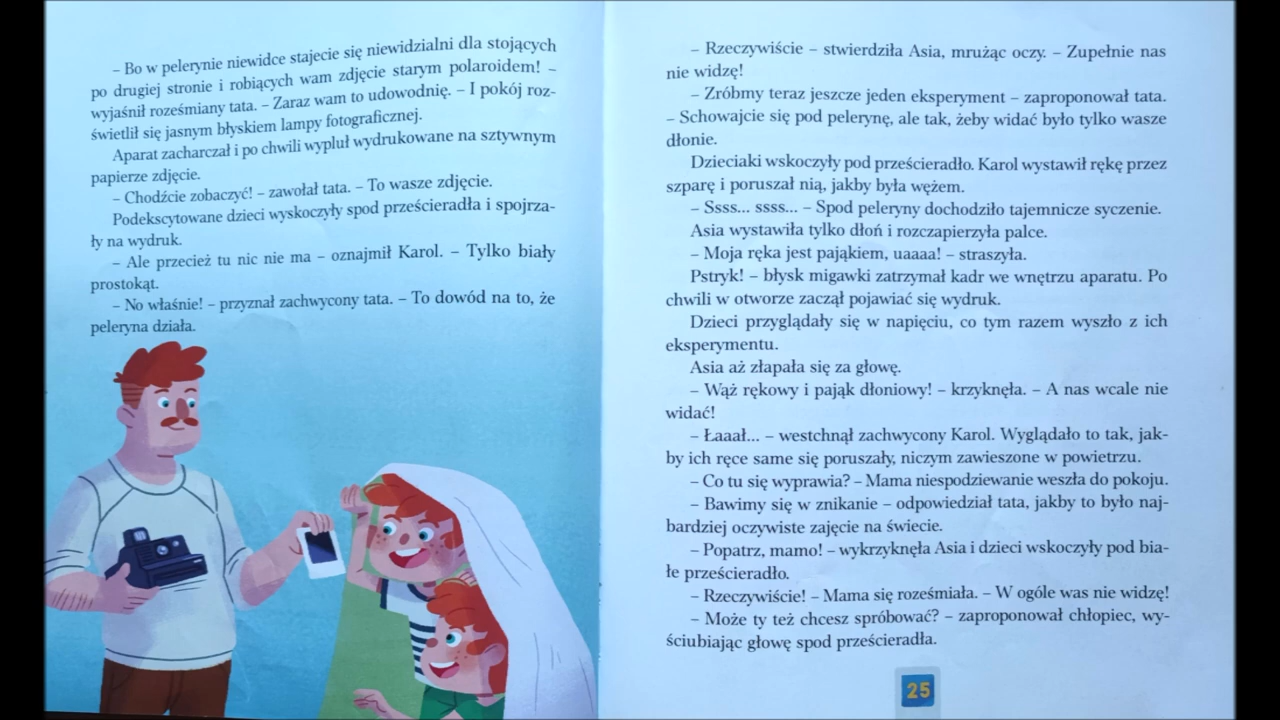 – Bo w pelerynie niewidce stajecie się niewidzialni dla stojących
po drugiej stronie i robiących wam zdjęcie starym polaroidem! –
wyjaśnił roześmiany tata. – Zaraz wam to udowodnię. – I pokój roz-
świetlił się jasnym błyskiem lampy fotograficznej.
Aparat zacharczał i po chwili wypluł wydrukowane na sztywnym
papierze zdjęcie.
– Chodźcie zobaczyć! – zawołał tata. – To wasze zdjęcie.
Podekscytowane dzieci wyskoczyły spod prześcieradła i spojrza-
ły na wydruk.
– Ale przecież tu nic nie ma – oznajmił Karol. – Tylko biały
prostokąt.
– No właśnie! – przyznał zachwycony tata. – To dowód na to, że
peleryna działa.
– Rzeczywiście – stwierdziła Asia, mrużąc oczy. – Zupełnie nas
nie widzę!
– Zróbmy teraz jeszcze jeden eksperyment – zaproponował tata.
– Schowajcie się pod pelerynę, ale tak, żeby widać było tylko wasze
dłonie.
Dzieciaki wskoczyły pod prześcieradło. Karol wystawił rękę przez
szparę i poruszał nią, jakby była wężem.
– Ssss... ssss... – Spod peleryny dochodziło tajemnicze syczenie.
Asia wystawiła tylko dłoń i rozczapierzyła palce.
– Moja ręka jest pająkiem, uaaaa! – straszyła.
Pstryk! – błysk migawki zatrzymał kadr we wnętrzu aparatu. Po
chwili w otworze zaczął pojawiać się wydruk.
Dzieci przyglądały się w napięciu, co tym razem wyszło z ich
eksperymentu.
Asia aż złapała się za głowę.
– Wąż rękowy i pająk dłoniowy! – krzyknęła. – A nas wcale nie
widać!
– Łaaał... – westchnął zachwycony Karol. Wyglądało to tak, jak-
by ich ręce same się poruszały, niczym zawieszone w powietrzu.
– Co tu się wyprawia? – Mama niespodziewanie weszła do pokoju.
– Bawimy się w znikanie – odpowiedział tata, jakby to było naj-
bardziej oczywiste zajęcie na świecie.
– Popatrz, mamo! – wykrzyknęła Asia i dzieci wskoczyły pod bia-
łe prześcieradło.
– Rzeczywiście! – Mama się roześmiała. – W ogóle was nie widzę!
– Może ty też chcesz spróbować? – zaproponował chłopiec, wy-
ściubiając głowę spod prześcieradła.
25